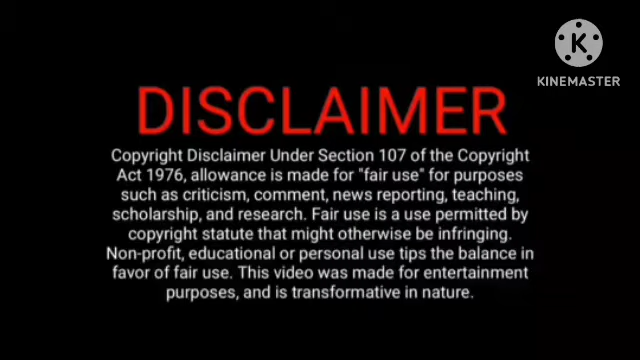 KINEMASTER
DISCLAIMER
Copyright Disclaimer Under Section 107 of the Copyright
Act 1976, allowance is made for "fair use" for purposes
such as criticism, comment, news reporting, teaching,
scholarship, and research. Fair use is a use permitted by
copyright statute that might otherwise be infringing.
Non-profit, educational or personal use tips the balance in
favor of fair use. This video was made for entertainment
purposes, and is transformative in nature.